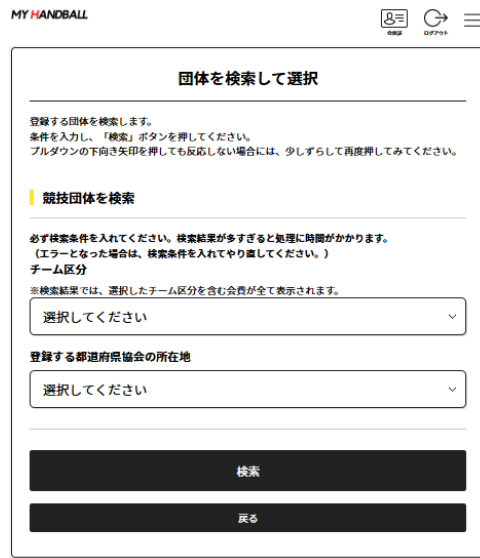 MY HANDBALL
会員証
ログアウト
団体を検索して選択
登録する団体を検索します。
条件を入力し、「検索」ボタンを押してください。
プルダウンの下向き矢印を押しても反応しない場合には、少しずらして再度押してみてください。
競技団体を検索
必ず検索条件を入れてください。検索結果が多すぎると処理に時間がかかります。
（エラーとなった場合は、検索条件を入れてやり直してください。）
チーム区分
※検索結果では、選択したチーム区分を含む会費が全て表示されます。
選択してください
登録する都道府県協会の所在地
選択してください
検索
戻る